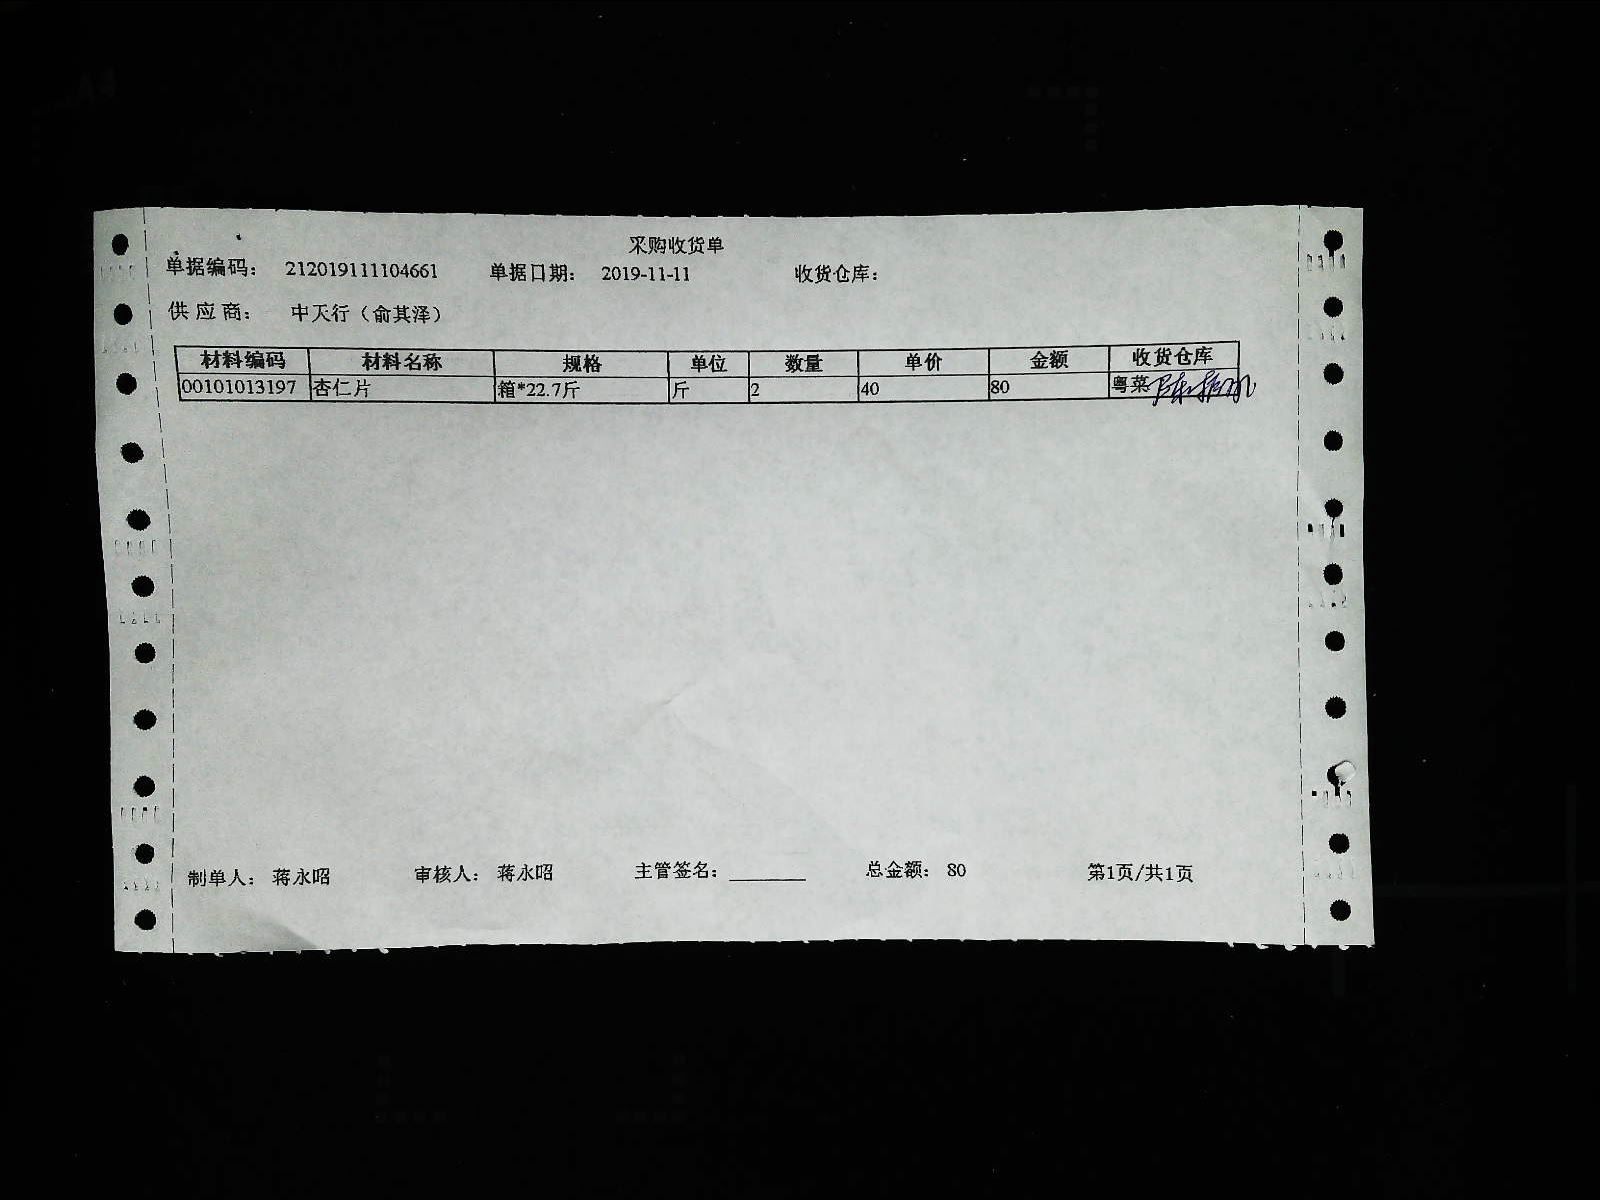 采购收货单
单据编码： 212019111104661 单据日期： 2019-11-11 收货仓库：
供应商： 中天行（俞其泽）
材料编码 材料名称 规格 单位 数量 单价 金额 收货仓库
00101013197 杏仁片 箱*22.7斤 斤 2 40 80 粤菜
制单人： 蒋永昭 审核人： 蒋永昭 主管签名：________ 总金额： 80 第1页/共1页